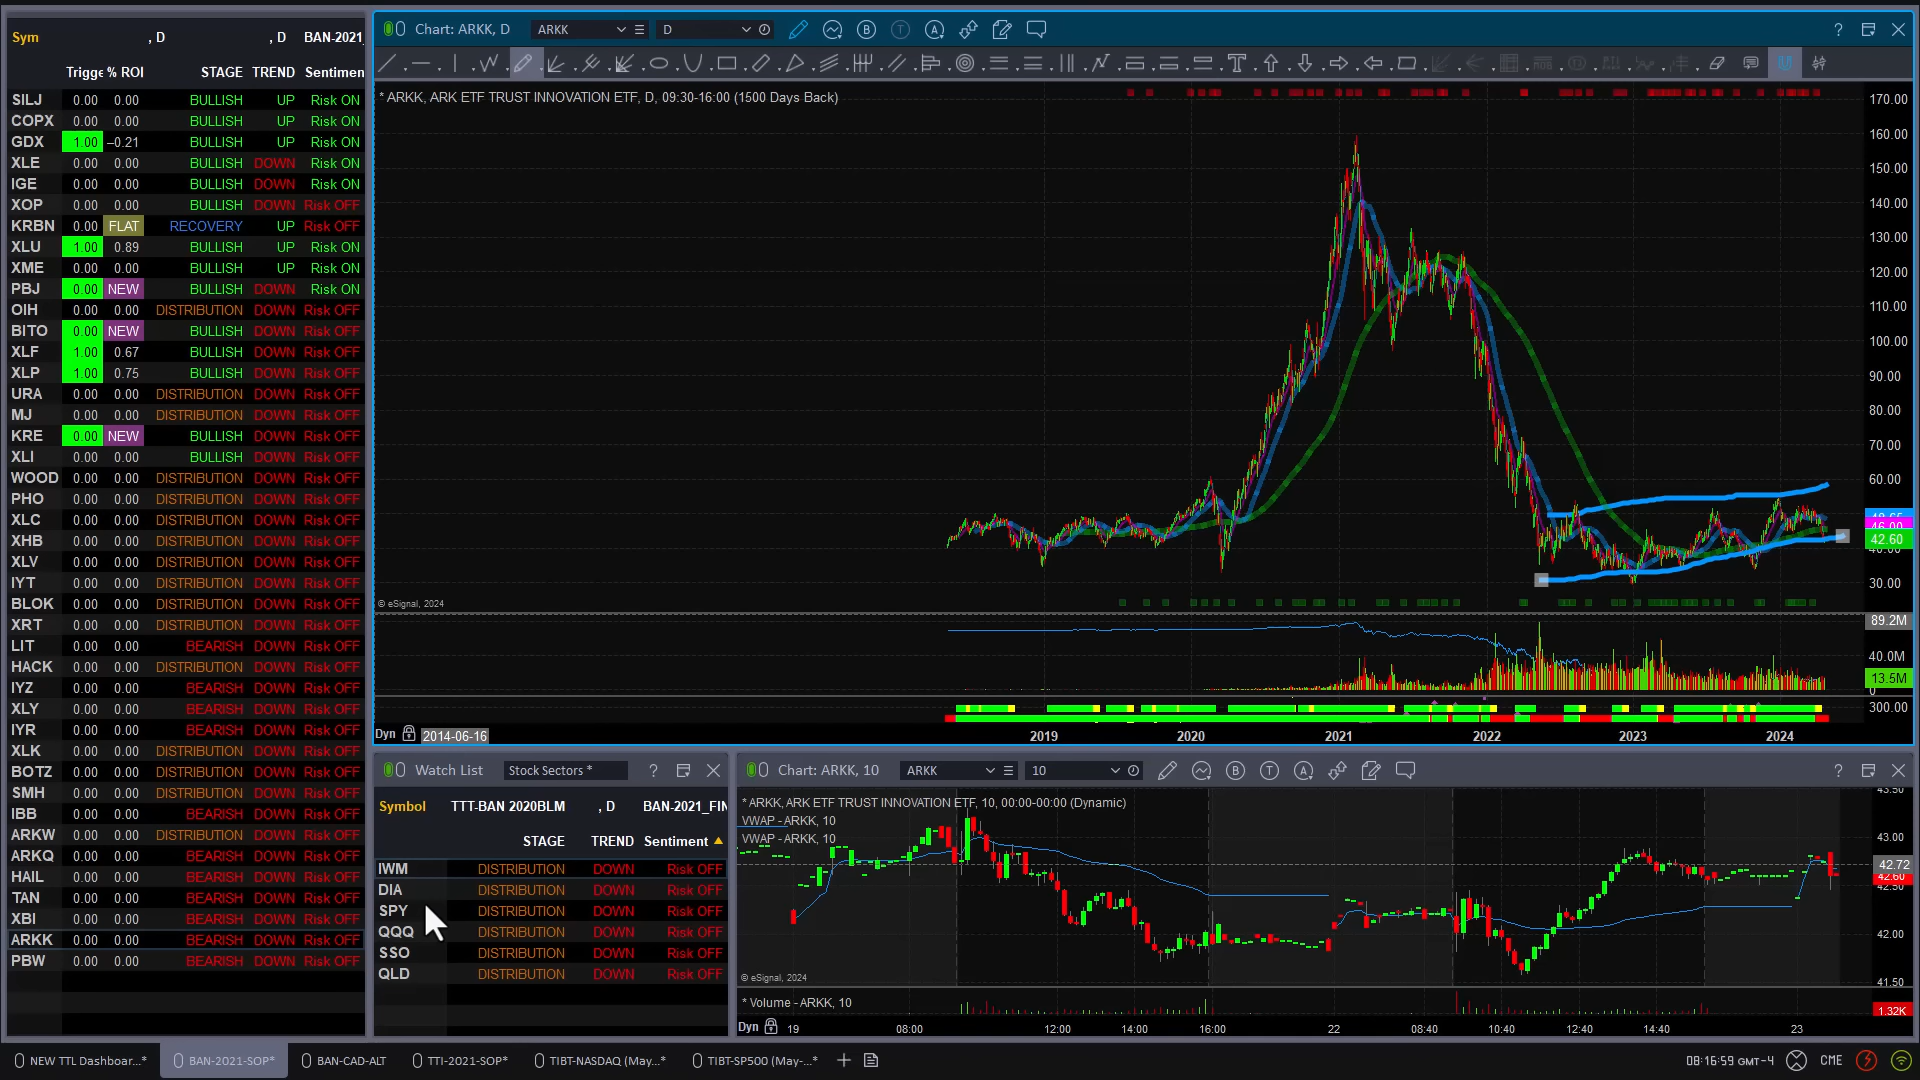 Sym , D , D BAN-2021_
Trigge % ROI STAGE TREND Sentimen
SILJ 0.00 0.00 BULLISH UP Risk ON
COPX 0.00 0.00 BULLISH UP Risk ON
GDX 1.00 –0.21 BULLISH UP Risk ON
XLE 0.00 0.00 BULLISH DOWN Risk ON
IGE 0.00 0.00 BULLISH DOWN Risk ON
XOP 0.00 0.00 BULLISH DOWN Risk OFF
KRBN 0.00 FLAT RECOVERY UP Risk OFF
XLU 1.00 0.89 BULLISH UP Risk ON
XME 0.00 0.00 BULLISH UP Risk ON
PBJ 0.00 NEW BULLISH DOWN Risk ON
OIH 0.00 0.00 DISTRIBUTION DOWN Risk OFF
BITO 0.00 NEW BULLISH DOWN Risk OFF
XLF 1.00 0.67 BULLISH DOWN Risk OFF
XLP 1.00 0.75 BULLISH DOWN Risk OFF
URA 0.00 0.00 DISTRIBUTION DOWN Risk OFF
MJ 0.00 0.00 DISTRIBUTION DOWN Risk OFF
KRE 0.00 NEW BULLISH DOWN Risk OFF
XLI 0.00 0.00 BULLISH DOWN Risk OFF
WOOD 0.00 0.00 DISTRIBUTION DOWN Risk OFF
PHO 0.00 0.00 DISTRIBUTION DOWN Risk OFF
XLC 0.00 0.00 DISTRIBUTION DOWN Risk OFF
XHB 0.00 0.00 DISTRIBUTION DOWN Risk OFF
XLV 0.00 0.00 DISTRIBUTION DOWN Risk OFF
IYT 0.00 0.00 DISTRIBUTION DOWN Risk OFF
BLOK 0.00 0.00 DISTRIBUTION DOWN Risk OFF
XRT 0.00 0.00 DISTRIBUTION DOWN Risk OFF
LIT 0.00 0.00 BEARISH DOWN Risk OFF
HACK 0.00 0.00 DISTRIBUTION DOWN Risk OFF
IYZ 0.00 0.00 BEARISH DOWN Risk OFF
XLY 0.00 0.00 BEARISH DOWN Risk OFF
IYR 0.00 0.00 BEARISH DOWN Risk OFF
XLK 0.00 0.00 DISTRIBUTION DOWN Risk OFF
BOTZ 0.00 0.00 DISTRIBUTION DOWN Risk OFF
SMH 0.00 0.00 DISTRIBUTION DOWN Risk OFF
IBB 0.00 0.00 BEARISH DOWN Risk OFF
ARKW 0.00 0.00 DISTRIBUTION DOWN Risk OFF
ARKQ 0.00 0.00 BEARISH DOWN Risk OFF
HAIL 0.00 0.00 BEARISH DOWN Risk OFF
TAN 0.00 0.00 BEARISH DOWN Risk OFF
XBI 0.00 0.00 BEARISH DOWN Risk OFF
ARKK 0.00 0.00 BEARISH DOWN Risk OFF
PBW 0.00 0.00 BEARISH DOWN Risk OFF
Chart: ARKK, D ARKK D
* ARKK, ARK ETF TRUST INNOVATION ETF, D, 09:30-16:00 (1500 Days Back)
170.00
160.00
150.00
140.00
130.00
120.00
110.00
100.00
90.00
80.00
70.00
60.00
46.00
42.60
30.00
© eSignal, 2024
89.2M
40.0M
13.5M
0
300.00
Dyn 2014-06-16 2019 2020 2021 2022 2023 2024
Watch List Stock Sectors *
Symbol TTT-BAN 2020BLM , D BAN-2021_FIN
STAGE TREND Sentiment
IWM DISTRIBUTION DOWN Risk OFF
DIA DISTRIBUTION DOWN Risk OFF
SPY DISTRIBUTION DOWN Risk OFF
QQQ DISTRIBUTION DOWN Risk OFF
SSO DISTRIBUTION DOWN Risk OFF
QLD DISTRIBUTION DOWN Risk OFF
Chart: ARKK, 10 ARKK 10
* ARKK, ARK ETF TRUST INNOVATION ETF, 10, 00:00-00:00 (Dynamic)
VWAP - ARKK, 10
VWAP - ARKK, 10
43.50
43.00
42.72
42.60
42.50
42.00
41.50
© eSignal, 2024
* Volume - ARKK, 10
1.32K
Dyn 19 08:00 12:00 14:00 16:00 22 08:40 10:40 12:40 14:40 23
NEW TTL Dashboar...* BAN-2021-SOP* BAN-CAD-ALT TTI-2021-SOP* TIBT-NASDAQ (May...* TIBT-SP500 (May-...* 08:16:59 GMT-4 CME